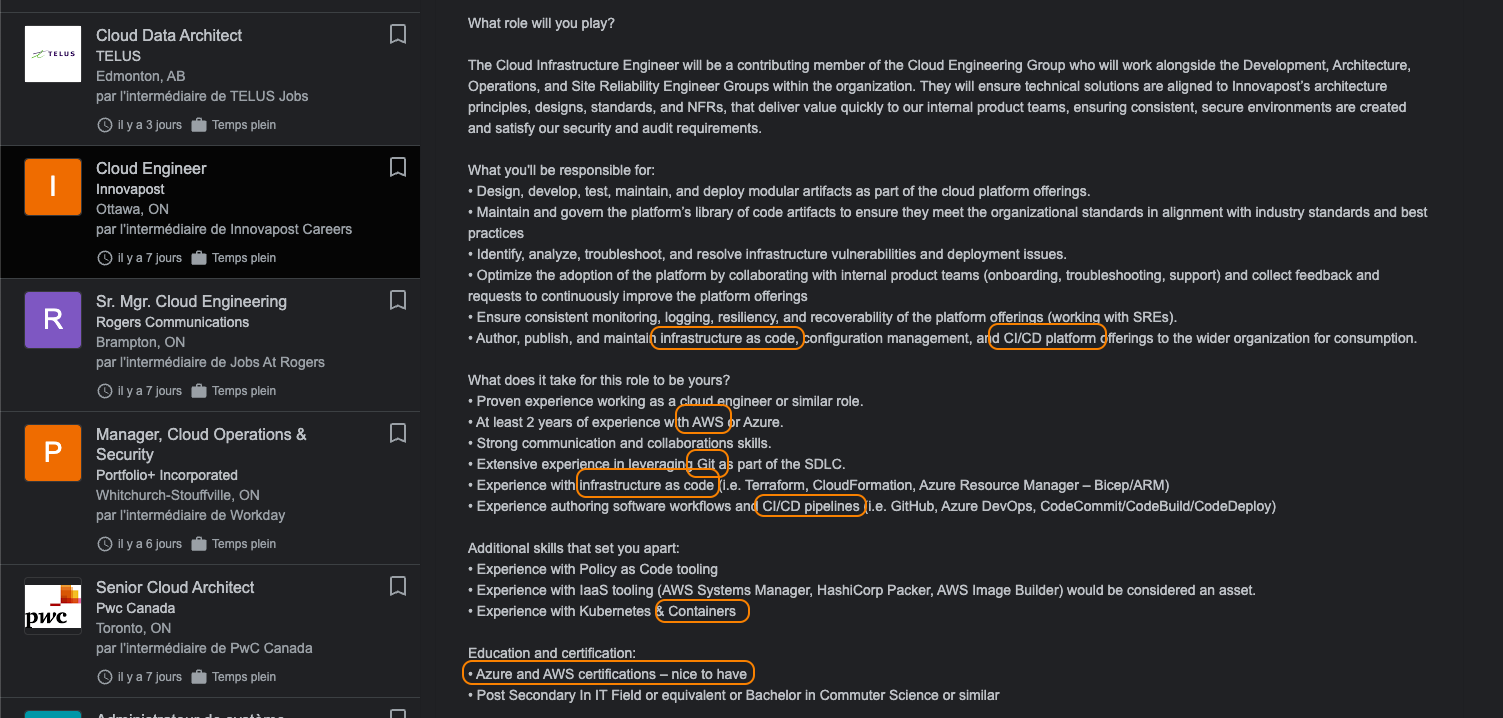 TELUS
Cloud Data Architect
TELUS
Edmonton, AB
par l'intermédiaire de TELUS Jobs
il y a 3 jours Temps plein
I
Cloud Engineer
Innovapost
Ottawa, ON
par l'intermédiaire de Innovapost Careers
il y a 7 jours Temps plein
R
Sr. Mgr. Cloud Engineering
Rogers Communications
Brampton, ON
par l'intermédiaire de Jobs At Rogers
il y a 7 jours Temps plein
P
Manager, Cloud Operations &
Security
Portfolio+ Incorporated
Whitchurch-Stouffville, ON
par l'intermédiaire de Workday
il y a 6 jours Temps plein
pwc
Senior Cloud Architect
Pwc Canada
Toronto, ON
par l'intermédiaire de PwC Canada
il y a 7 jours Temps plein
Administrateur de système
What role will you play?
The Cloud Infrastructure Engineer will be a contributing member of the Cloud Engineering Group who will work alongside the Development, Architecture,
Operations, and Site Reliability Engineer Groups within the organization. They will ensure technical solutions are aligned to Innovapost's architecture
principles, designs, standards, and NFRs, that deliver value quickly to our internal product teams, ensuring consistent, secure environments are created
and satisfy our security and audit requirements.
What you'll be responsible for:
• Design, develop, test, maintain, and deploy modular artifacts as part of the cloud platform offerings.
• Maintain and govern the platform's library of code artifacts to ensure they meet the organizational standards in alignment with industry standards and best
practices
• Identify, analyze, troubleshoot, and resolve infrastructure vulnerabilities and deployment issues.
• Optimize the adoption of the platform by collaborating with internal product teams (onboarding, troubleshooting, support) and collect feedback and
requests to continuously improve the platform offerings
• Ensure consistent monitoring, logging, resiliency, and recoverability of the platform offerings (working with SREs).
• Author, publish, and maintain infrastructure as code, configuration management, and CI/CD platform offerings to the wider organization for consumption.
What does it take for this role to be yours?
• Proven experience working as a cloud engineer or similar role.
• At least 2 years of experience with AWS or Azure.
• Strong communication and collaborations skills.
• Extensive experience in leveraging Git as part of the SDLC.
• Experience with infrastructure as code (i.e. Terraform, CloudFormation, Azure Resource Manager – Bicep/ARM)
• Experience authoring software workflows and CI/CD pipelines (i.e. GitHub, Azure DevOps, CodeCommit/CodeBuild/CodeDeploy)
Additional skills that set you apart:
• Experience with Policy as Code tooling
• Experience with IaaS tooling (AWS Systems Manager, HashiCorp Packer, AWS Image Builder) would be considered an asset.
• Experience with Kubernetes & Containers
Education and certification:
• Azure and AWS certifications – nice to have
• Post Secondary In IT Field or equivalent or Bachelor in Commuter Science or similar